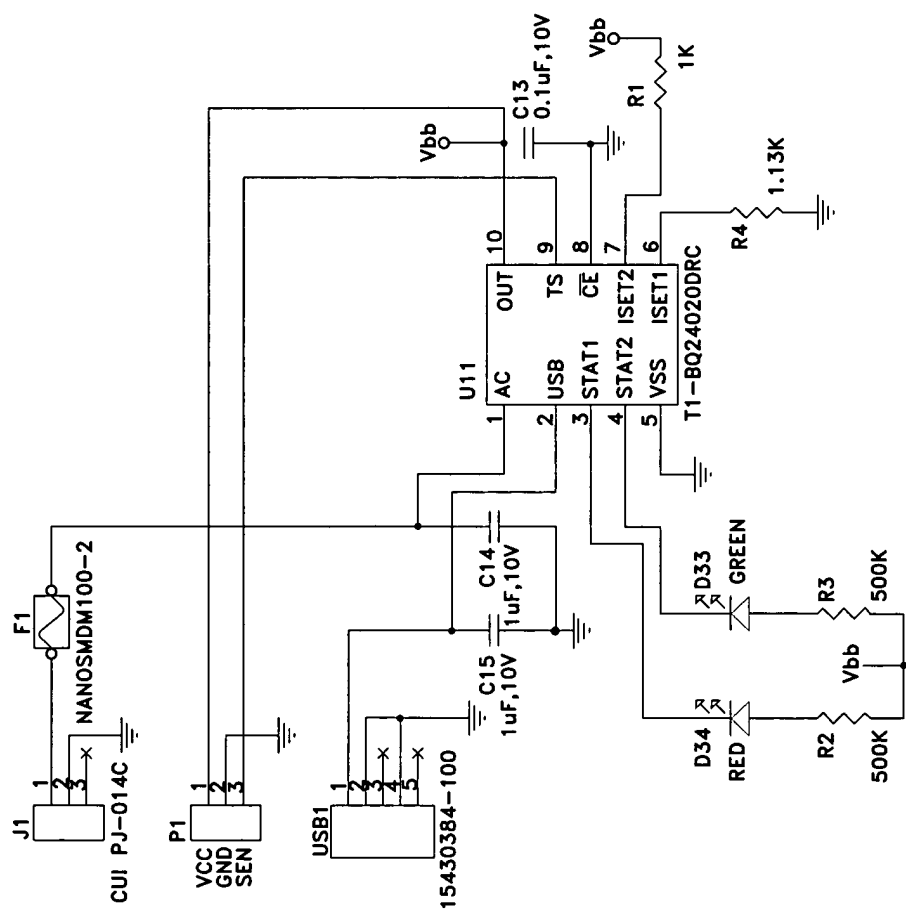 J1
CUI PJ-014C
1
2
3
F1
NANOSMDM100-2
P1
VCC
GND
SEN
1
2
3
USB1
15430384-100
1
2
3
4
5
C15
1uF,10V
C14
1uF,10V
Vbb
C13
0.1uF,10V
U11
1
AC
OUT
10
2
USB
TS
9
3
STAT1
CE
8
4
STAT2
ISET2
7
5
VSS
ISET1
6
T1-BQ24020DRC
Vbb
R1
1K
R4
1.13K
D34
RED
D33
GREEN
R2
500K
R3
500K
Vbb